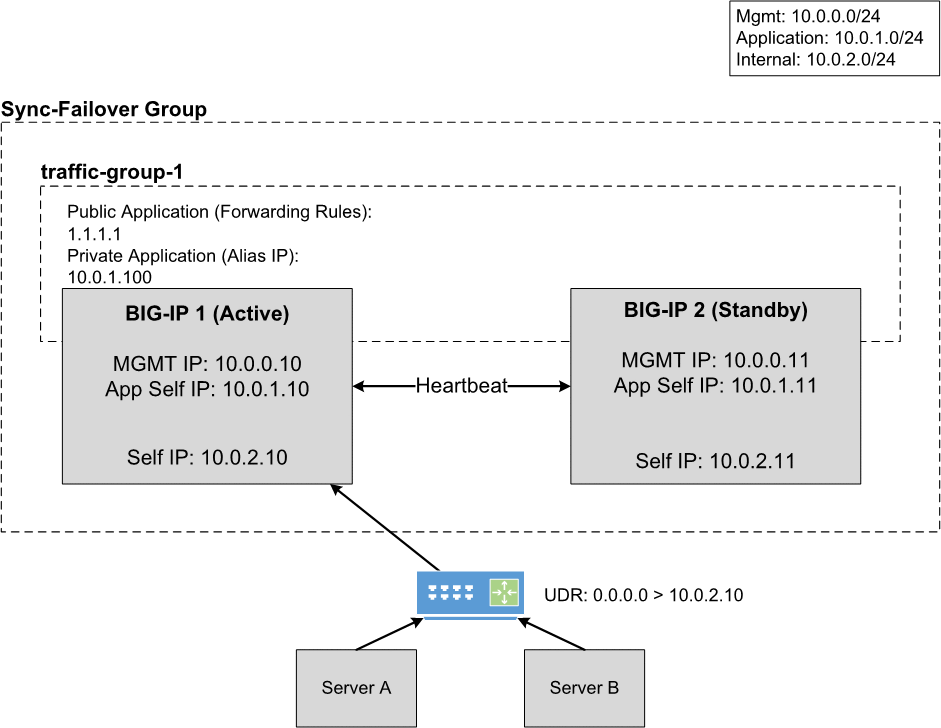 Mgmt: 10.0.0.0/24
Application: 10.0.1.0/24
Internal: 10.0.2.0/24
Sync-Failover Group
traffic-group-1
Public Application (Forwarding Rules):
1.1.1.1
Private Application (Alias IP):
10.0.1.100
BIG-IP 1 (Active)
MGMT IP: 10.0.0.10
App Self IP: 10.0.1.10
Self IP: 10.0.2.10
Heartbeat
BIG-IP 2 (Standby)
MGMT IP: 10.0.0.11
App Self IP: 10.0.1.11
Self IP: 10.0.2.11
UDR: 0.0.0.0 > 10.0.2.10
Server A
Server B